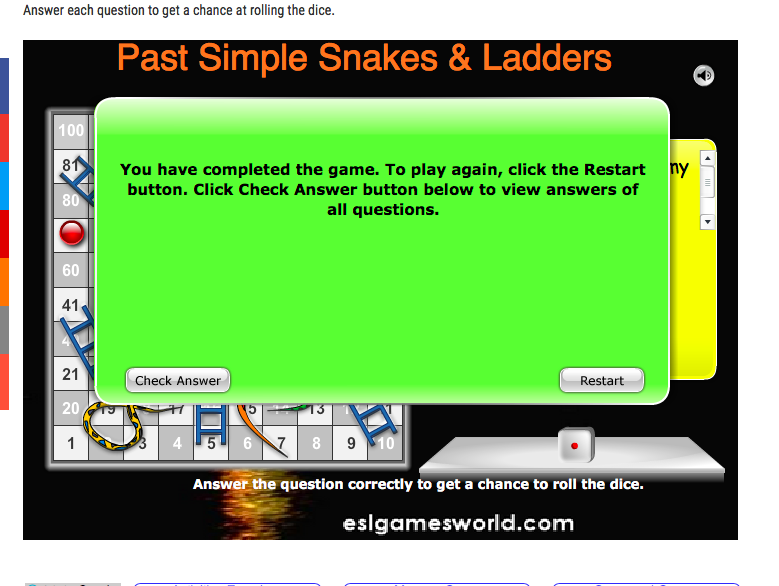 Answer each question to get a chance at rolling the dice.
Past Simple Snakes & Ladders
100
81
80
60
41
21
20 19 17 13
1 3 4 5 6 7 8 9 10
my
You have completed the game. To play again, click the Restart
button. Click Check Answer button below to view answers of
all questions.
Check Answer
Restart
Answer the question correctly to get a chance to roll the dice.
eslgamesworld.com